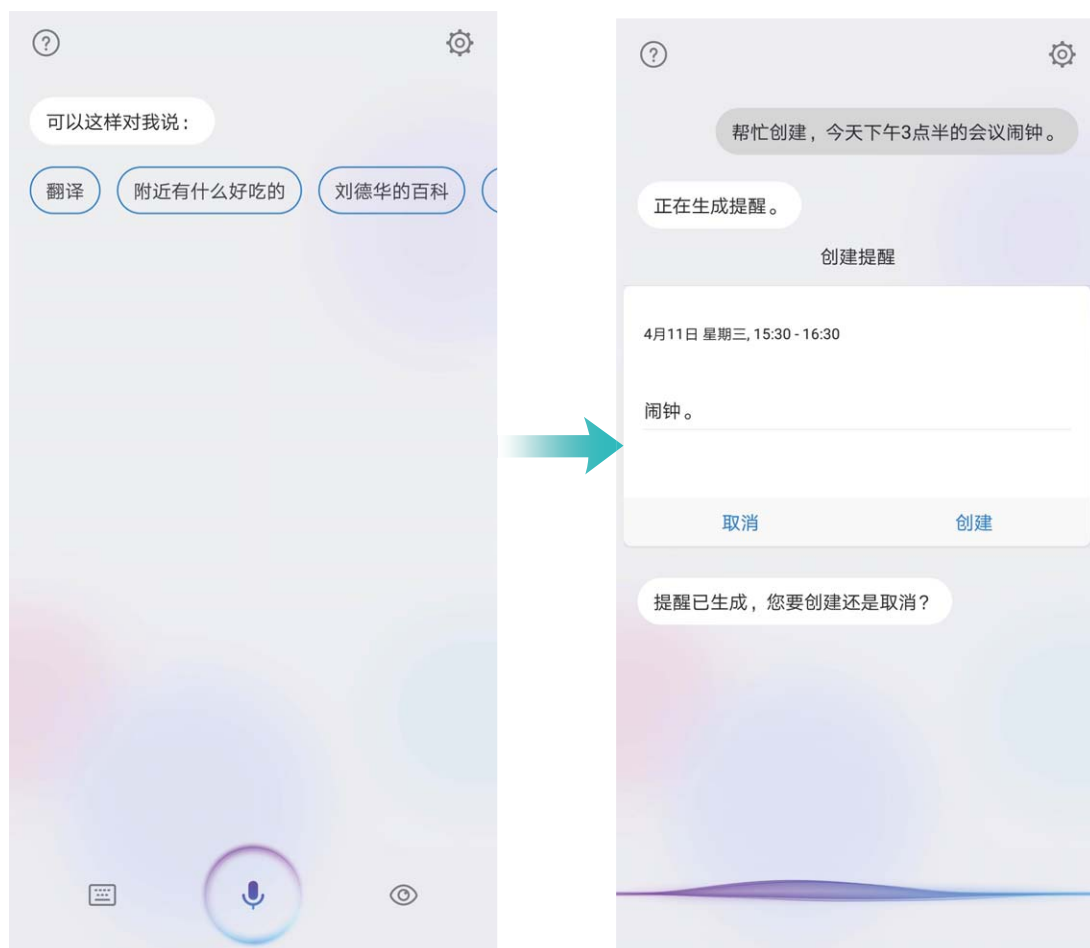 可以这样对我说：
翻译
附近有什么好吃的
刘德华的百科
帮忙创建，今天下午3点半的会议闹钟。
正在生成提醒。
创建提醒
4月11日 星期三, 15:30 - 16:30
闹钟。
取消
创建
提醒已生成，您要创建还是取消？